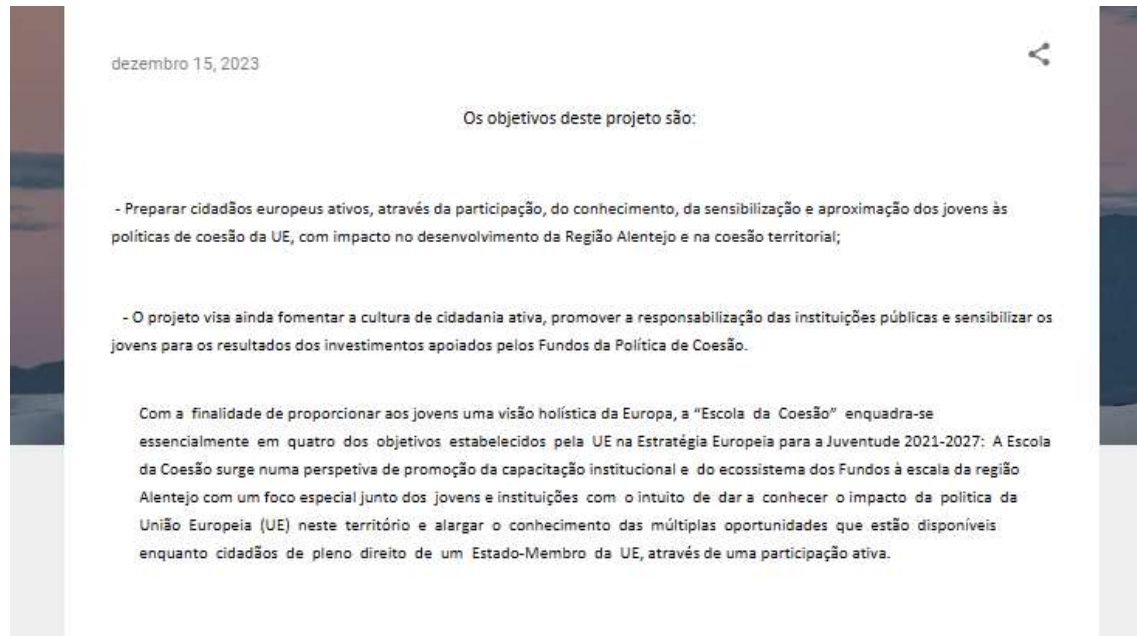 dezembro 15, 2023
Os objetivos deste projeto são:
- Preparar cidadãos europeus ativos, através da participação, do conhecimento, da sensibilização e aproximação dos jovens às
políticas de coesão da UE, com impacto no desenvolvimento da Região Alentejo e na coesão territorial;
- O projeto visa ainda fomentar a cultura de cidadania ativa, promover a responsabilização das instituições públicas e sensibilizar os
jovens para os resultados dos investimentos apoiados pelos Fundos da Política de Coesão.
Com a finalidade de proporcionar aos jovens uma visão holística da Europa, a “Escola da Coesão” enquadra-se
essencialmente em quatro dos objetivos estabelecidos pela UE na Estratégia Europeia para a Juventude 2021-2027: A Escola
da Coesão surge numa perspetiva de promoção da capacitação institucional e do ecossistema dos Fundos à escala da região
Alentejo com um foco especial junto dos jovens e instituições com o intuito de dar a conhecer o impacto da politica da
União Europeia (UE) neste território e alargar o conhecimento das múltiplas oportunidades que estão disponíveis
enquanto cidadãos de pleno direito de um Estado-Membro da UE, através de uma participação ativa.